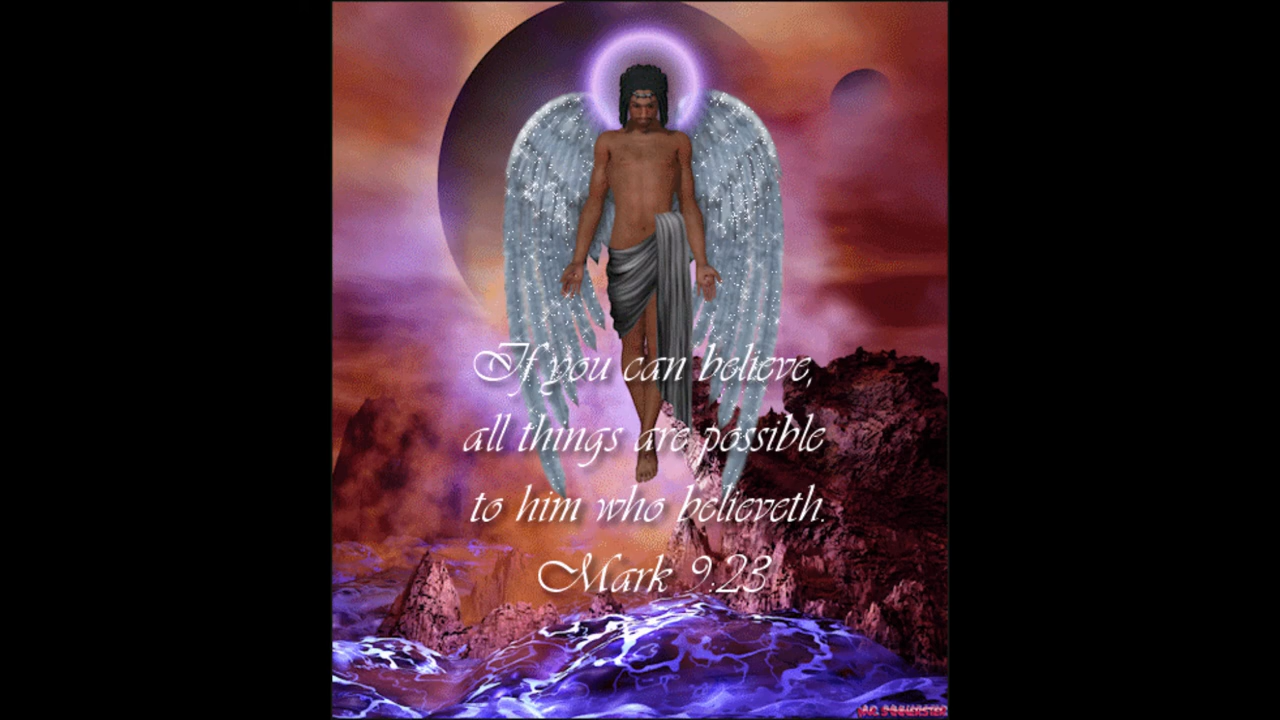 If you can believe,
all things are possible
to him who believeth.
Mark 9:23